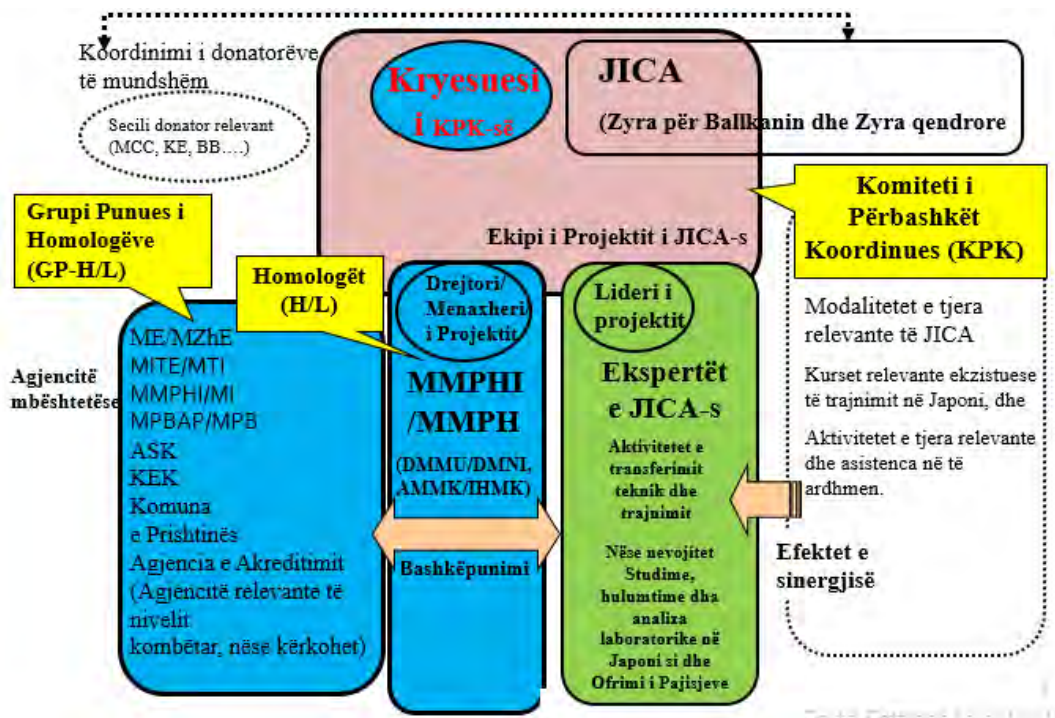 Koordinimi i donatorëve
të mundshëm
Secili donator relevant
(MCC, KE, BB....)
Kryesuesi
i KPK-së
JICA
(Zyra për Ballkanin dhe Zyra qendrore
Ekipi i Projektit i JICA-s
Komiteti i
Përbashkët
Koordinues (KPK)
Grupi Punues i
Homologëve
(GP-H/L)
Homologët
(H/L)
Agjencitë
mbështetëse
ME/MZhE
MITE/MTI
MMPHI/MI
MPBAP/MPB
ASK
KEK
Komuna
e Prishtinës
Agjencia e Akreditimit
(Agjencitë relevante të
nivelit
kombëtar, nëse kërkohet)
Drejtori/
Menaxheri
i Projektit
MMPHI
/MMPH
(DMMU/DMNI,
AMMK/IHMK)
Bashkëpunimi
Lideri i
projektit
Ekspertët
e JICA-s
Aktivitetet e
transferimit
teknik dhe
trajnimit
Nëse nevojitet
Studime,
hulumtime dha
analiza
laboratorike në
Japoni si dhe
Ofrimi i Pajisjeve
Modalitetet e tjera
relevante të JICA
Kurset relevante ekzistuese
të trajnimit në Japoni, dhe
Aktivitetet e tjera relevante
dhe asistenca në të
ardhmen.
Efektet e
sinergjisë